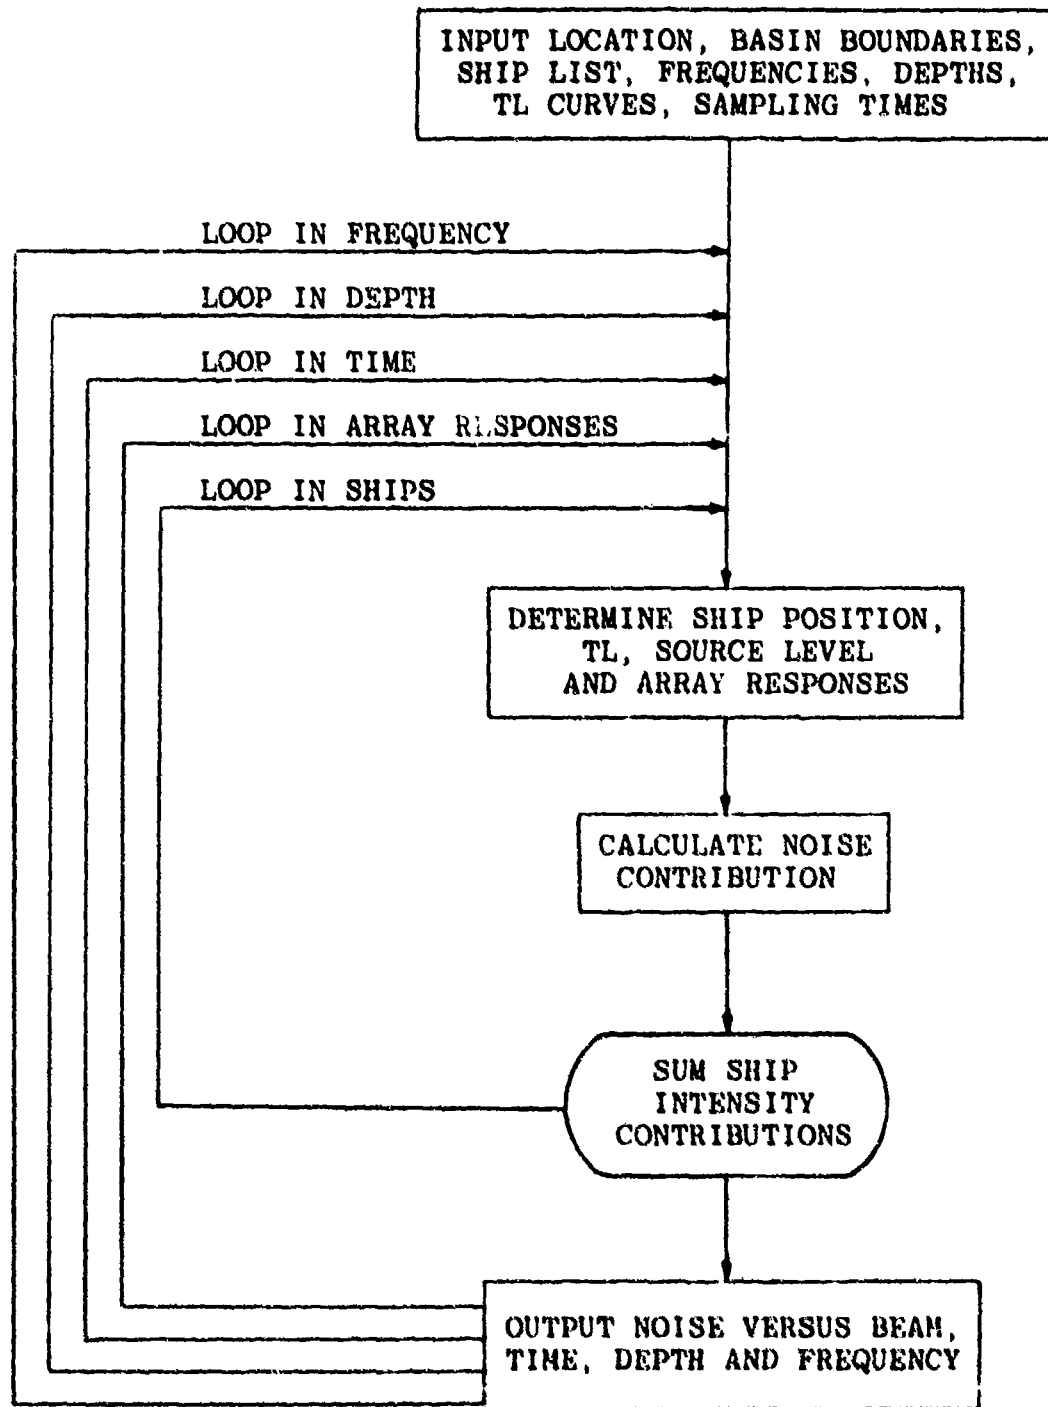 INPUT LOCATION, BASIN BOUNDARIES,
SHIP LIST, FREQUENCIES, DEPTHS,
TL CURVES, SAMPLING TIMES
LOOP IN FREQUENCY
LOOP IN DEPTH
LOOP IN TIME
LOOP IN ARRAY RESPONSES
LOOP IN SHIPS
DETERMINE SHIP POSITION,
TL, SOURCE LEVEL
AND ARRAY RESPONSES
CALCULATE NOISE
CONTRIBUTION
SUM SHIP
INTENSITY
CONTRIBUTIONS
OUTPUT NOISE VERSUS BEAM,
TIME, DEPTH AND FREQUENCY